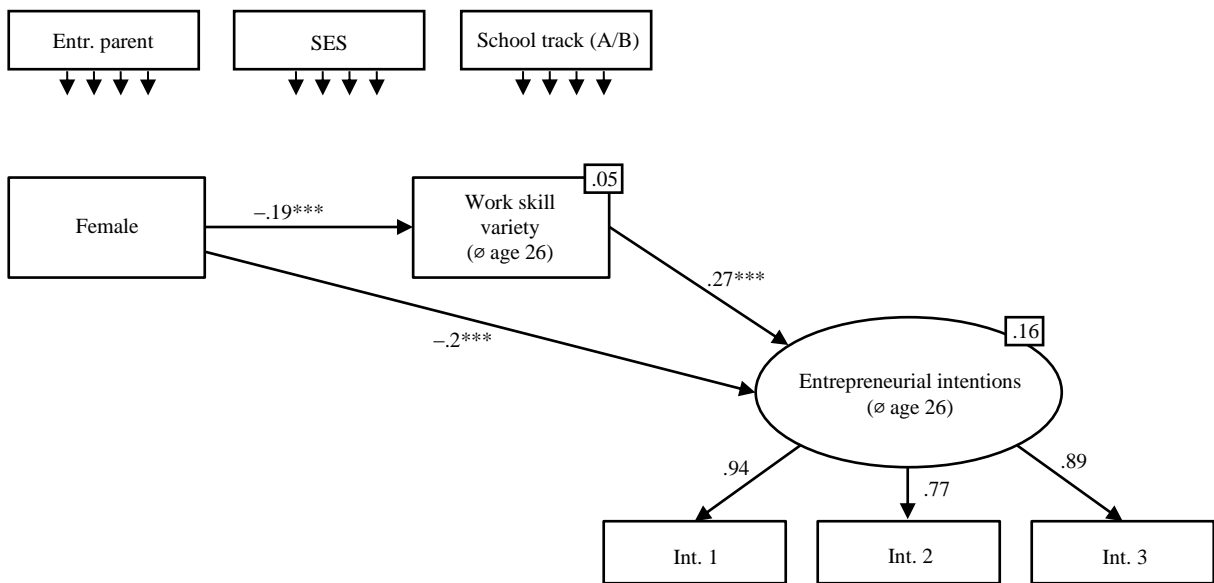 Entr. parent
SES
School track (A/B)
.05
Female
–.19***
Work skill
variety
(ø age 26)
.27***
–.2***
.16
Entrepreneurial intentions
(ø age 26)
.94
.77
.89
Int. 1
Int. 2
Int. 3